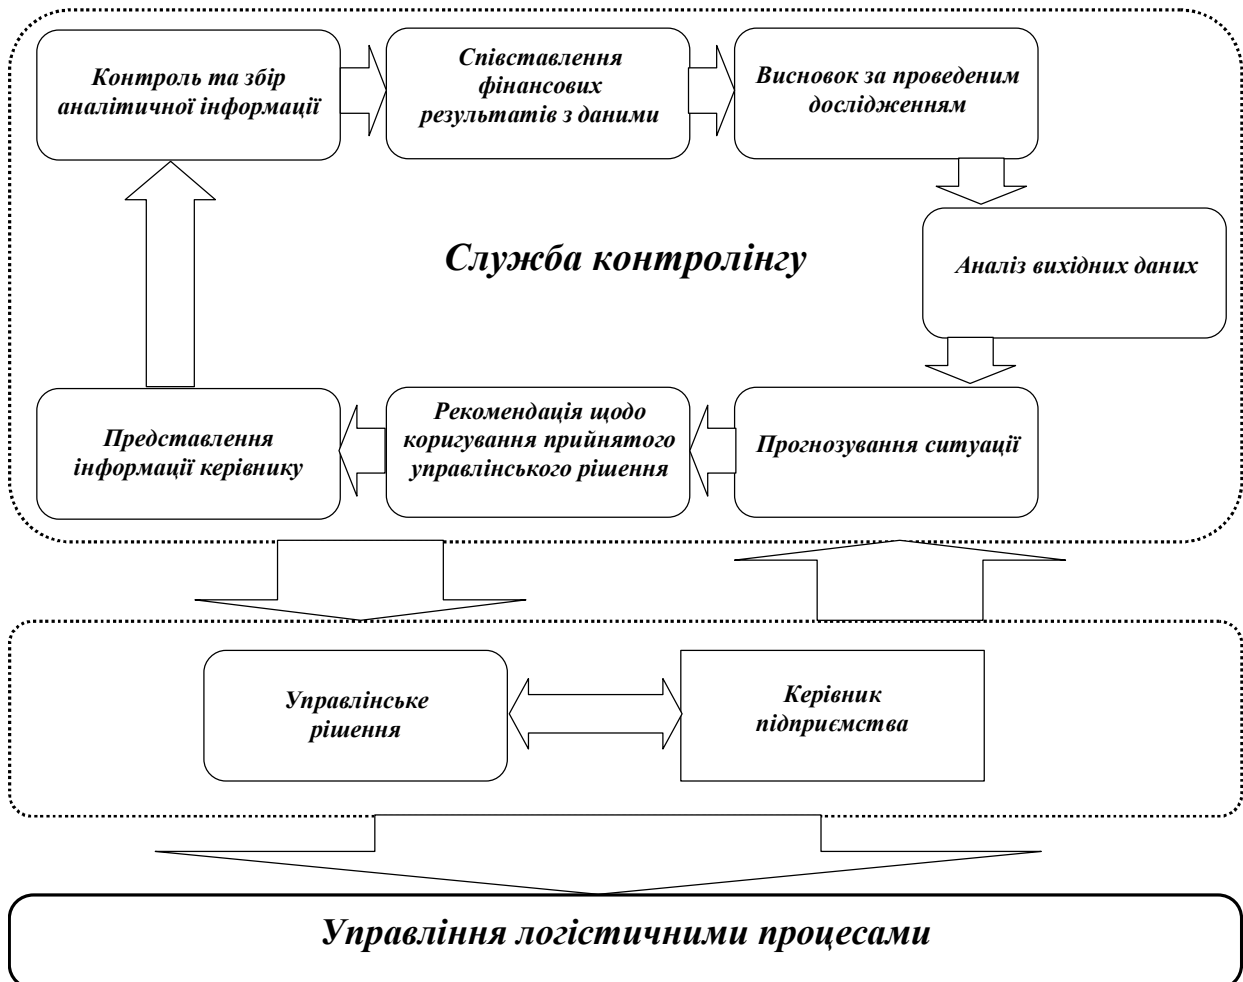 Контроль та збір
аналітичної інформації
Співставлення
фінансових
результатів з даними
Висновок за проведеним
дослідженням
Служба контролінгу
Аналіз вихідних даних
Представлення
інформації керівнику
Рекомендація щодо
коригування прийнятого
управлінського рішення
Прогнозування ситуації
Управлінське
рішення
Керівник
підприємства
Управління логістичними процесами